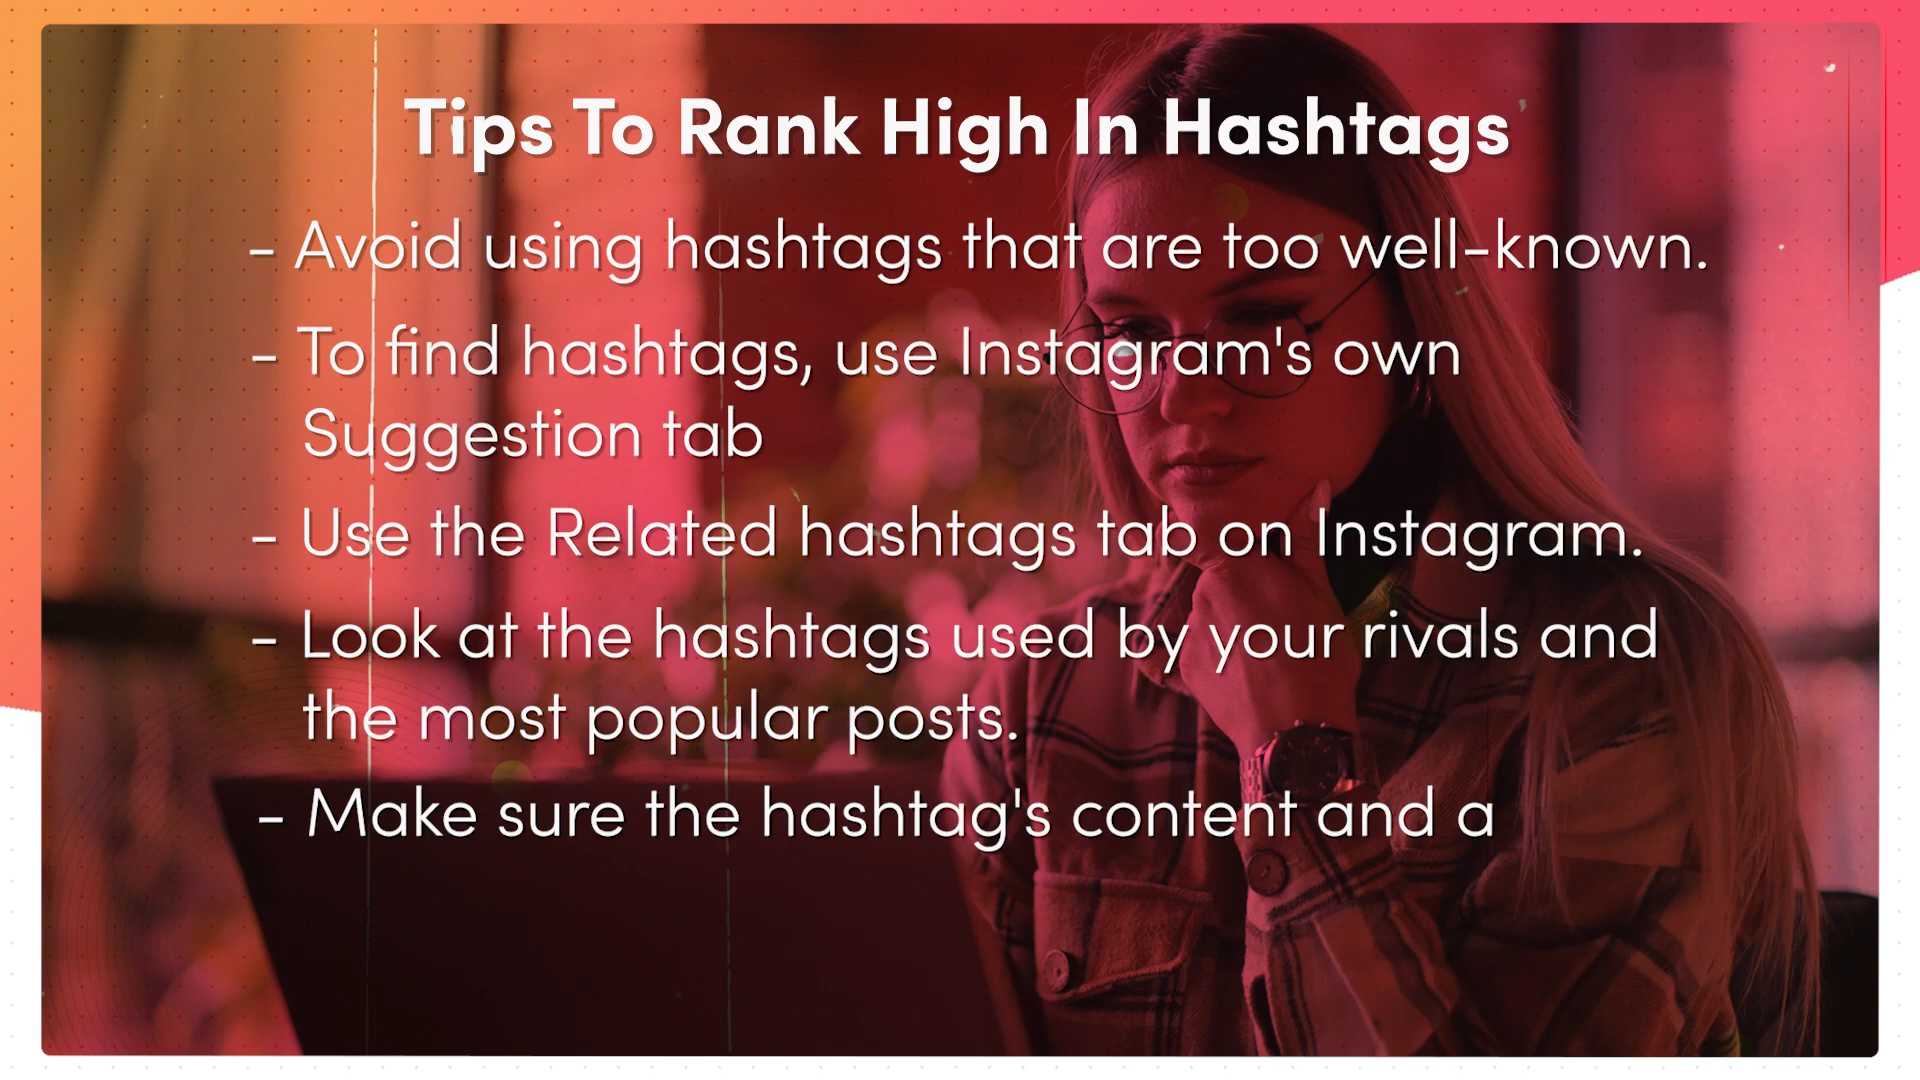 Tips To Rank High In Hashtags
- Avoid using hashtags that are too well-known.
- To find hashtags, use Instagram's own
Suggestion tab
- Use the Related hashtags tab on Instagram.
- Look at the hashtags used by your rivals and
the most popular posts.
- Make sure the hashtag's content and a